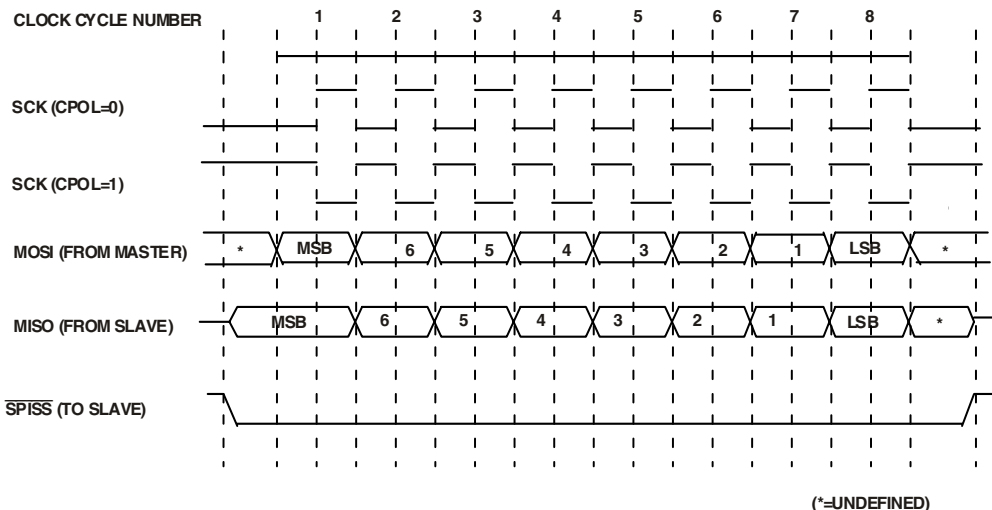 CLOCK CYCLE NUMBER 1 2 3 4 5 6 7 8
SCK (CPOL=0)
SCK (CPOL=1)
MOSI (FROM MASTER) * MSB 6 5 4 3 2 1 LSB *
MISO (FROM SLAVE) MSB 6 5 4 3 2 1 LSB *
SPISS (TO SLAVE)
(*=UNDEFINED)